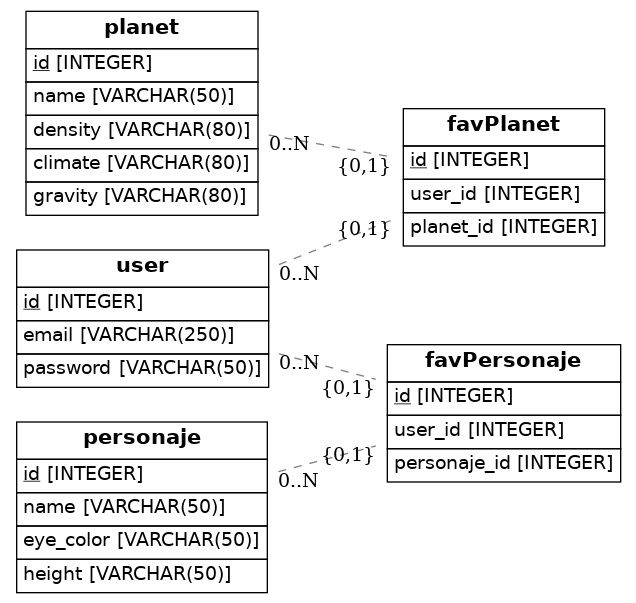 planet
id [INTEGER]
name [VARCHAR(50)]
density [VARCHAR(80)]
climate [VARCHAR(80)]
gravity [VARCHAR(80)]
0..N
{0,1}
favPlanet
id [INTEGER]
user_id [INTEGER]
planet_id [INTEGER]
{0,1}
0..N
user
id [INTEGER]
email [VARCHAR(250)]
password [VARCHAR(50)]
0..N
{0,1}
favPersonaje
id [INTEGER]
user_id [INTEGER]
personaje_id [INTEGER]
{0,1}
0..N
personaje
id [INTEGER]
name [VARCHAR(50)]
eye_color [VARCHAR(50)]
height [VARCHAR(50)]